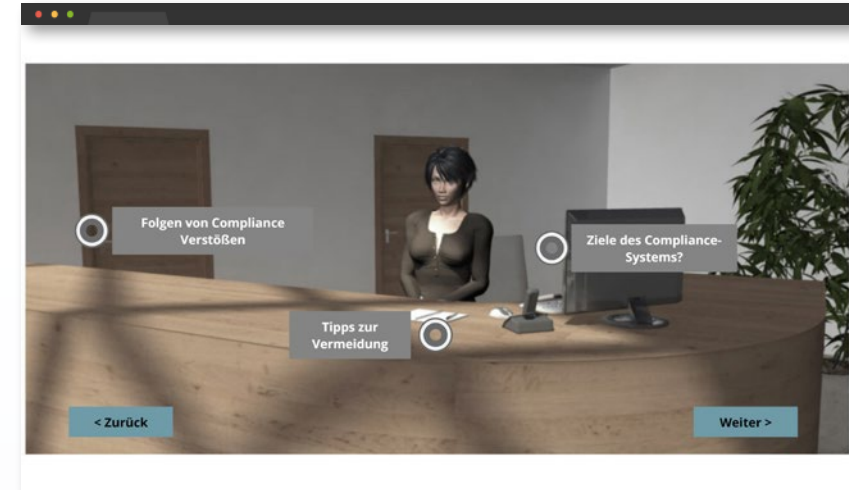 Folgen von Compliance
Verstößen
Ziele des Compliance-
Systems?
Tipps zur
Vermeidung
< Zurück
Weiter >